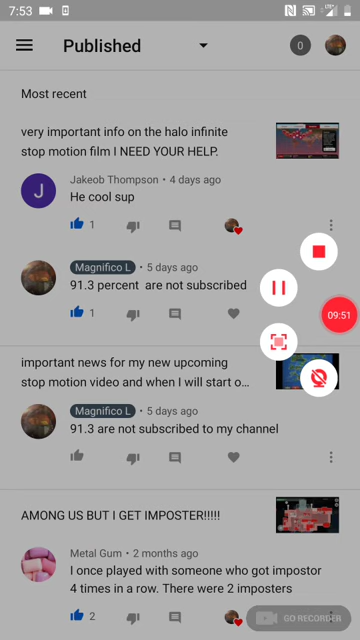 7:53
Published
0
Most recent
very important info on the halo infinite
stop motion film I NEED YOUR HELP.
J
Jakeob Thompson • 4 days ago
He cool sup
1
Magnifico L • 5 days ago
91.3 percent are not subscribed
1
09:51
important news for my new upcoming
stop motion video and when I will start o...
Magnifico L • 5 days ago
91.3 are not subscribed to my channel
AMONG US BUT I GET IMPOSTER!!!!!
Metal Gum • 2 months ago
I once played with someone who got impostor
4 times in a row. There were 2 imposters
2
GO RECORDER